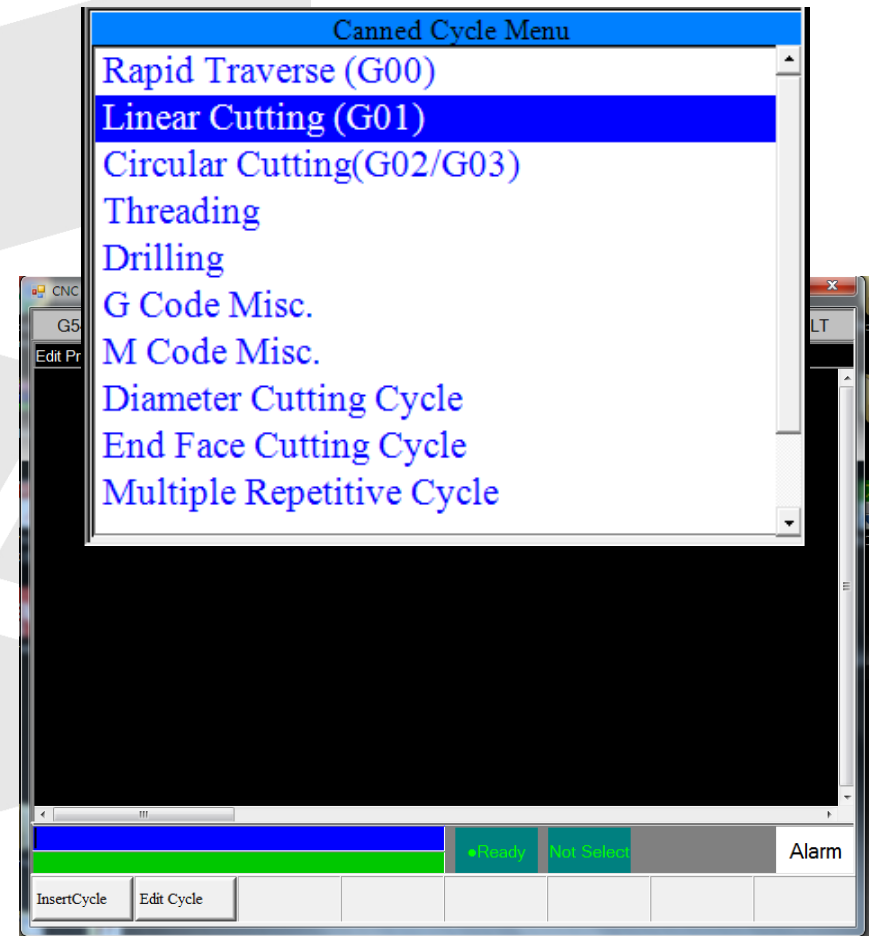 Canned Cycle Menu
Rapid Traverse (G00)
Linear Cutting (G01)
Circular Cutting(G02/G03)
Threading
Drilling
G Code Misc.
M Code Misc.
Diameter Cutting Cycle
End Face Cutting Cycle
Multiple Repetitive Cycle
CNC
G5 LT
Edit Pr
●Ready Not Select Alarm
InsertCycle Edit Cycle